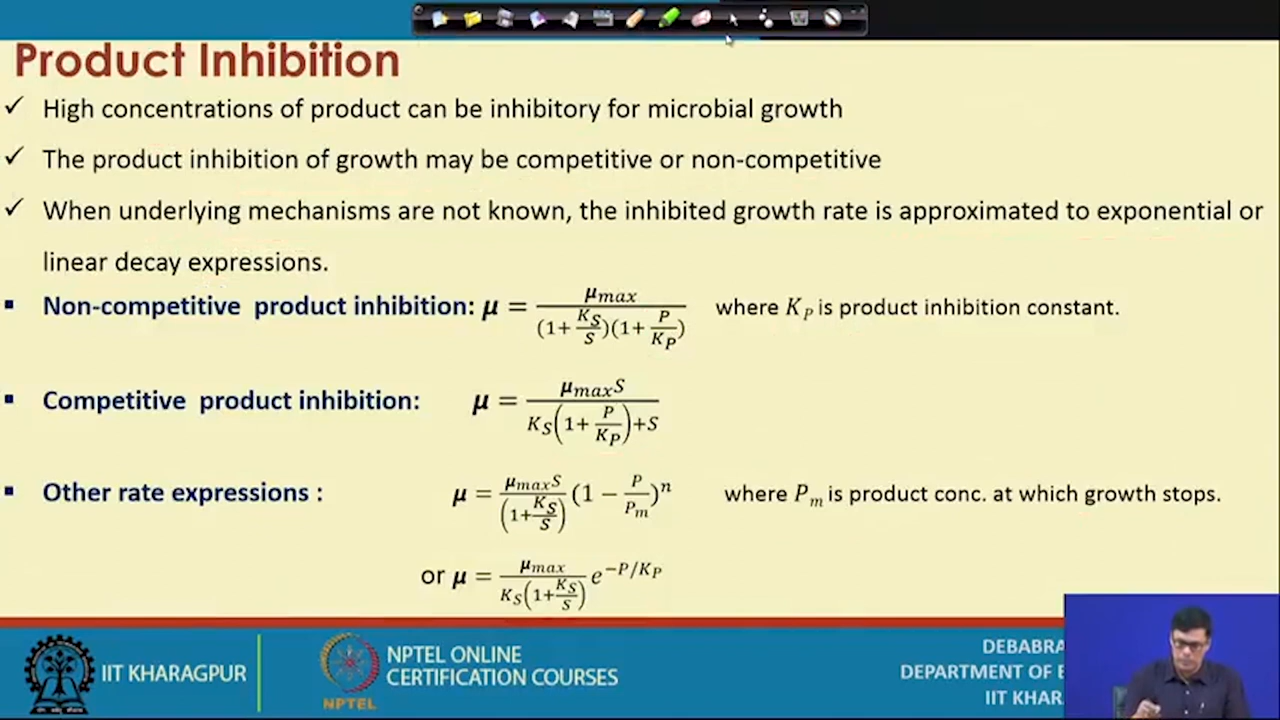 Product Inhibition
✓ High concentrations of product can be inhibitory for microbial growth
✓ The product inhibition of growth may be competitive or non-competitive
✓ When underlying mechanisms are not known, the inhibited growth rate is approximated to exponential or
linear decay expressions.
▪ Non-competitive product inhibition: μ = μmax / ((1+ KS/S)(1+ P/KP)) where KP is product inhibition constant.
▪ Competitive product inhibition: μ = μmaxS / (KS(1+ P/KP)+S)
▪ Other rate expressions : μ = μmaxS / (1+KS/S) (1 − P/Pm)^n where Pm is product conc. at which growth stops.
or μ = μmax / (KS(1+KS/S)) e^(−P/KP)
IIT KHARAGPUR
NPTEL
NPTEL ONLINE
CERTIFICATION COURSES
DEBABRA
DEPARTMENT OF
IIT KHAR